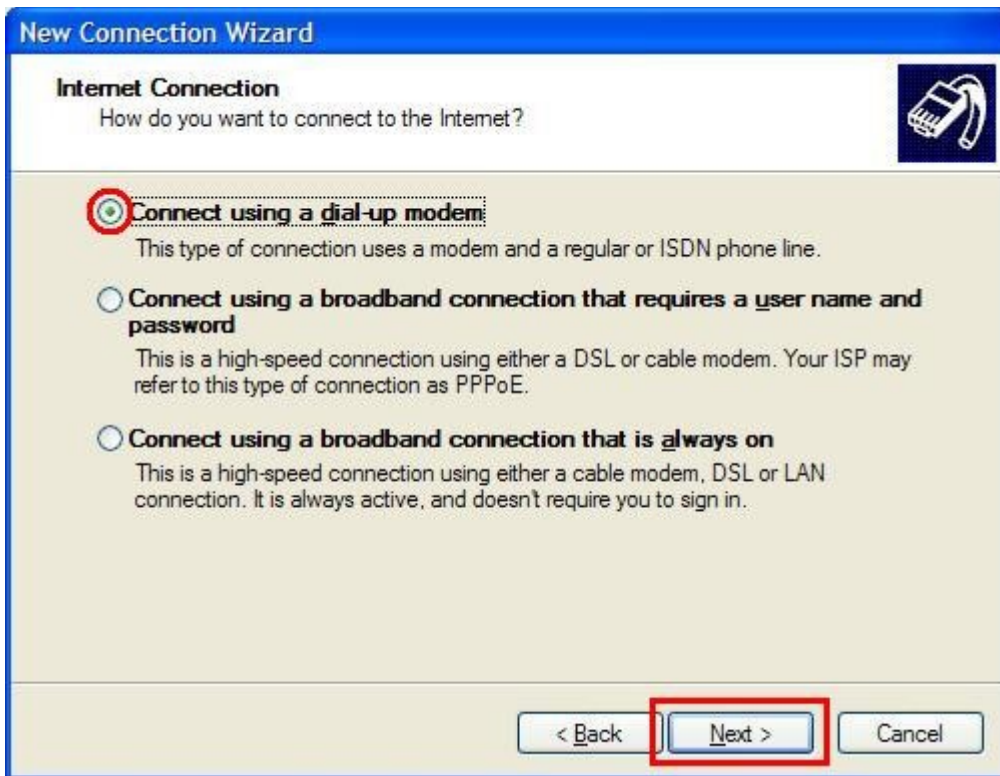 New Connection Wizard
Internet Connection
How do you want to connect to the Internet?
Connect using a dial-up modem
This type of connection uses a modem and a regular or ISDN phone line.
Connect using a broadband connection that requires a user name and
password
This is a high-speed connection using either a DSL or cable modem. Your ISP may
refer to this type of connection as PPPoE.
Connect using a broadband connection that is always on
This is a high-speed connection using either a cable modem, DSL or LAN
connection. It is always active, and doesn't require you to sign in.
< Back
Next >
Cancel